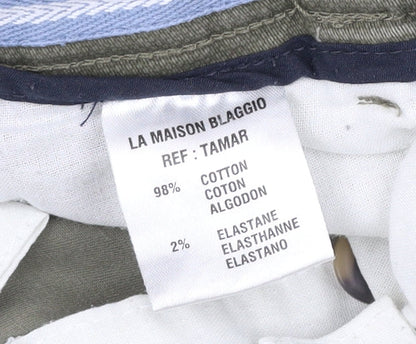 LA MAISON BLAGGIO
REF : TAMAR
98% COTTON
COTON
ALGODON
2% ELASTANE
ELASTHANNE
ELASTANO